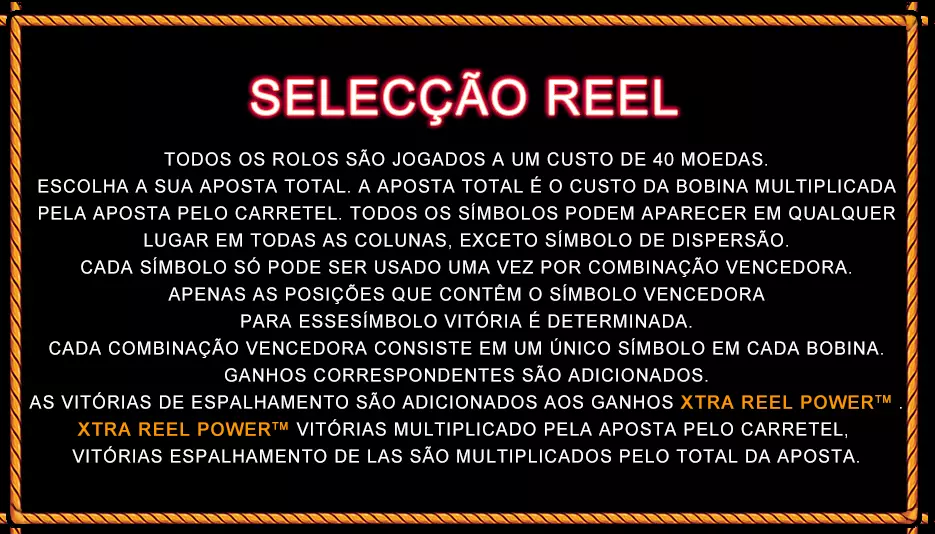 SELECÇÃO REEL
TODOS OS ROLOS SÃO JOGADOS A UM CUSTO DE 40 MOEDAS.
ESCOLHA A SUA APOSTA TOTAL. A APOSTA TOTAL É O CUSTO DA BOBINA MULTIPLICADA
PELA APOSTA PELO CARRETEL. TODOS OS SÍMBOLOS PODEM APARECER EM QUALQUER
LUGAR EM TODAS AS COLUNAS, EXCETO SÍMBOLO DE DISPERSÃO.
CADA SÍMBOLO SÓ PODE SER USADO UMA VEZ POR COMBINAÇÃO VENCEDORA.
APENAS AS POSIÇÕES QUE CONTÊM O SÍMBOLO VENCEDORA
PARA ESSESÍMBOLO VITÓRIA É DETERMINADA.
CADA COMBINAÇÃO VENCEDORA CONSISTE EM UM ÚNICO SÍMBOLO EM CADA BOBINA.
GANHOS CORRESPONDENTES SÃO ADICIONADOS.
AS VITÓRIAS DE ESPALHAMENTO SÃO ADICIONADOS AOS GANHOS XTRA REEL POWER™ .
XTRA REEL POWER™ VITÓRIAS MULTIPLICADO PELA APOSTA PELO CARRETEL,
VITÓRIAS ESPALHAMENTO DE LAS SÃO MULTIPLICADOS PELO TOTAL DA APOSTA.